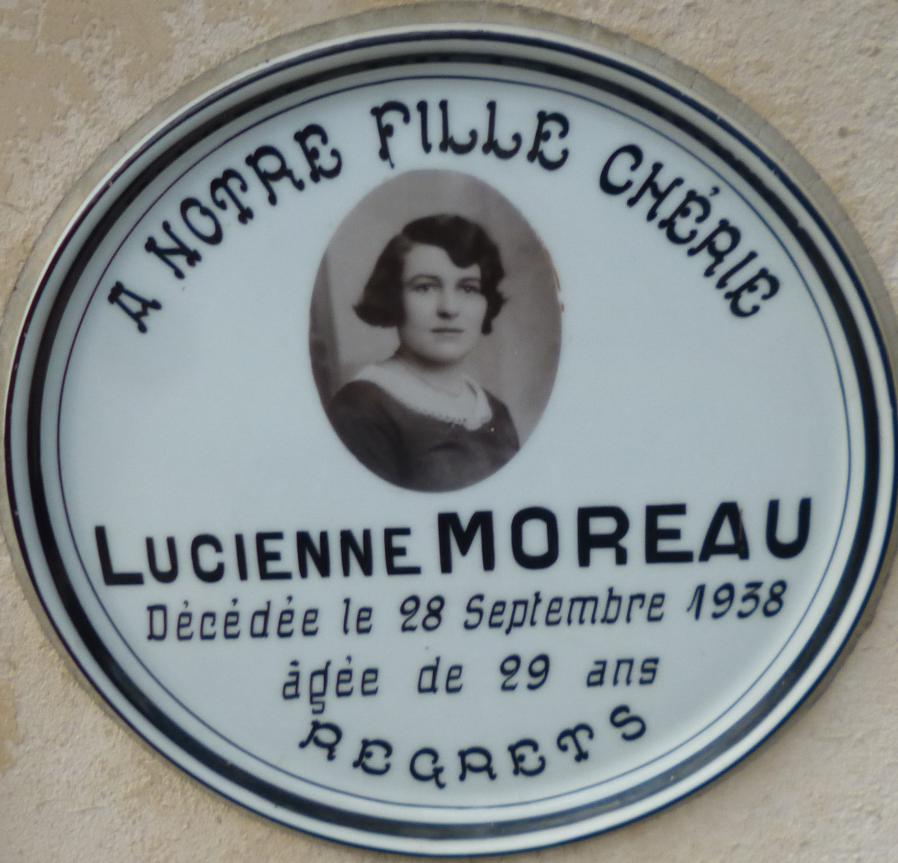 A NOTRE FILLE CHÉRIE
LUCIENNE MOREAU
Décédée le 28 Septembre 1938
âgée de 29 ans
REGRETS